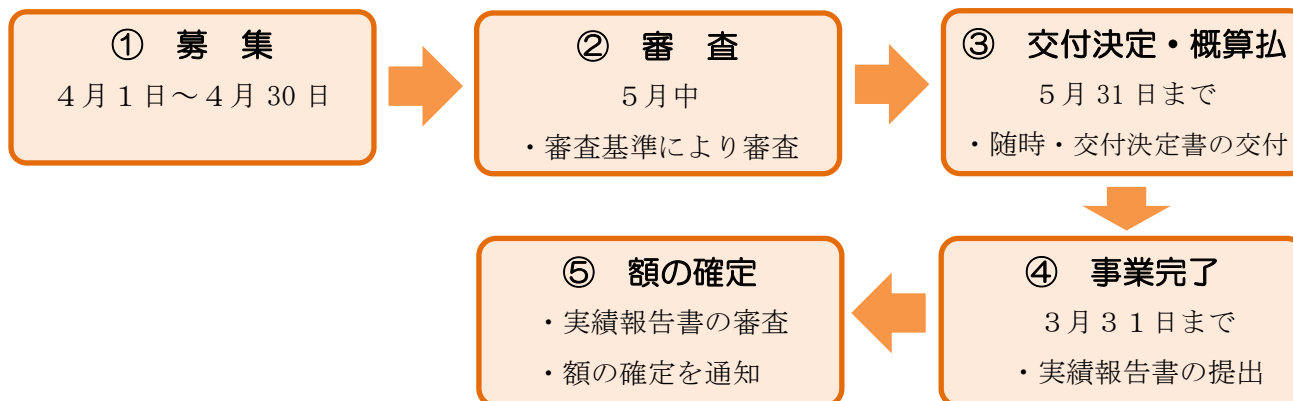 ① 募 集
４月１日～４月 30 日
② 審 査
５月中
・審査基準により審査
③ 交付決定・概算払
５月 31 日まで
・随時・交付決定書の交付
⑤ 額の確定
・実績報告書の審査
・額の確定を通知
④ 事業完了
３月３１日まで
・実績報告書の提出